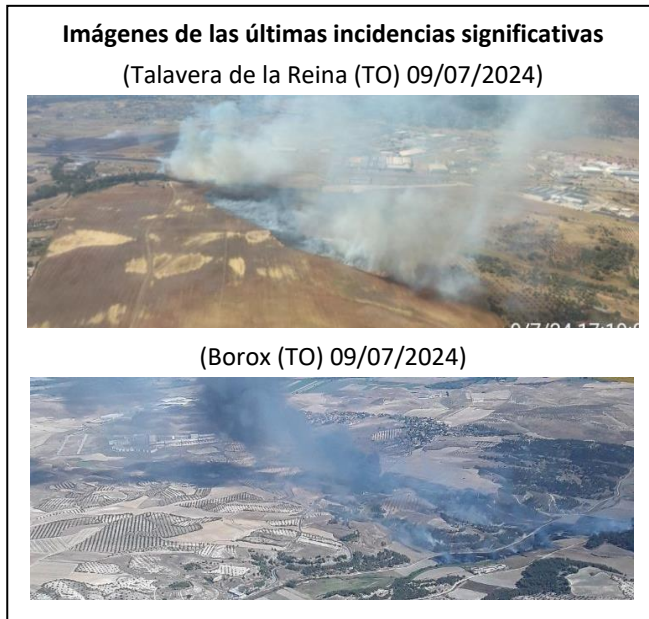 Imágenes de las últimas incidencias significativas
(Talavera de la Reina (TO) 09/07/2024)
(Borox (TO) 09/07/2024)